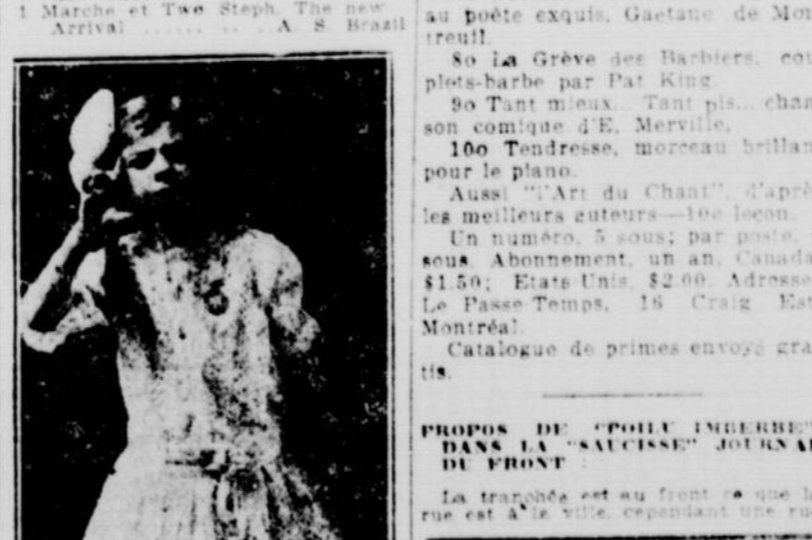 1 Marche et Two Steph. The new
Arrival ...... .. .. A. S. Brazil
au poète exquis, Gaetane de Mon
treuil.
8o La Grève des Barbiers, cou
plets-barbe par Pat King.
9o Tant mieux... Tant pis... chan
son comique d'E. Merville.
10o Tendresse, morceau brillan
pour le piano.
Aussi "l'Art du Chant", d'aprè
les meilleurs auteurs—10e leçon.
Un numéro, 5 sous; par poste,
sous. Abonnement, un an, Canada
$1.50; Etats-Unis, $2.00. Adresse
Le Passe-Temps, 16 Craig Es
Montréal.
Catalogue de primes envoyé gra
tis.
PROPOS DE "POILU IMBERBE"
DANS LA "SAUCISSE" JOURNA
DU FRONT :
La tranchée est au front ce que l
rue est à la ville, cependant une ru